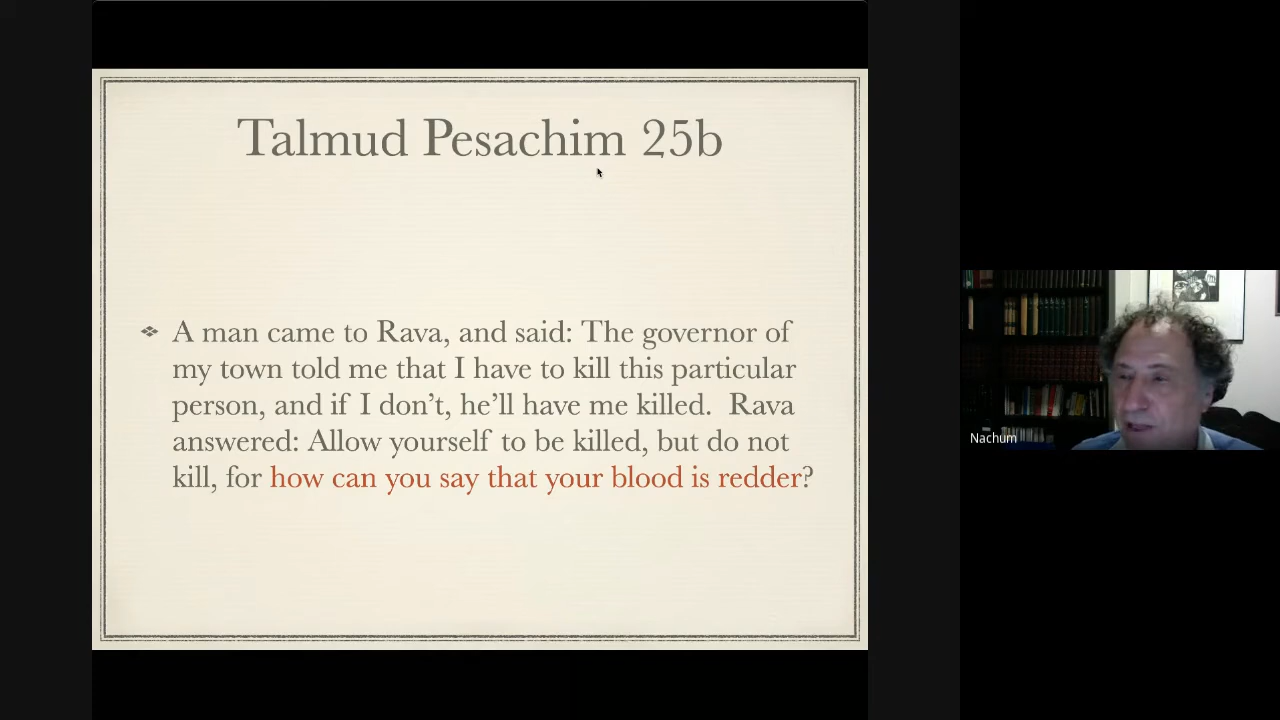 Talmud Pesachim 25b
A man came to Rava, and said: The governor of
my town told me that I have to kill this particular
person, and if I don’t, he’ll have me killed.  Rava
answered: Allow yourself to be killed, but do not
kill, for how can you say that your blood is redder?
Nachum